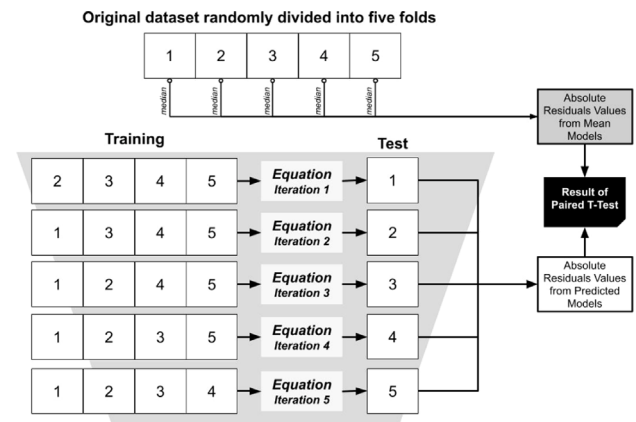 Original dataset randomly divided into five folds
1 2 3 4 5
median median median median median
Absolute
Residuals Values
from Mean
Models
Training
Test
2 3 4 5 Equation 1
Iteration 1
1 3 4 5 Equation 2
Iteration 2
1 2 4 5 Equation 3
Iteration 3
1 2 3 5 Equation 4
Iteration 4
1 2 3 4 Equation 5
Iteration 5
Result of
Paired T-Test
Absolute
Residuals Values
from Predicted
Models